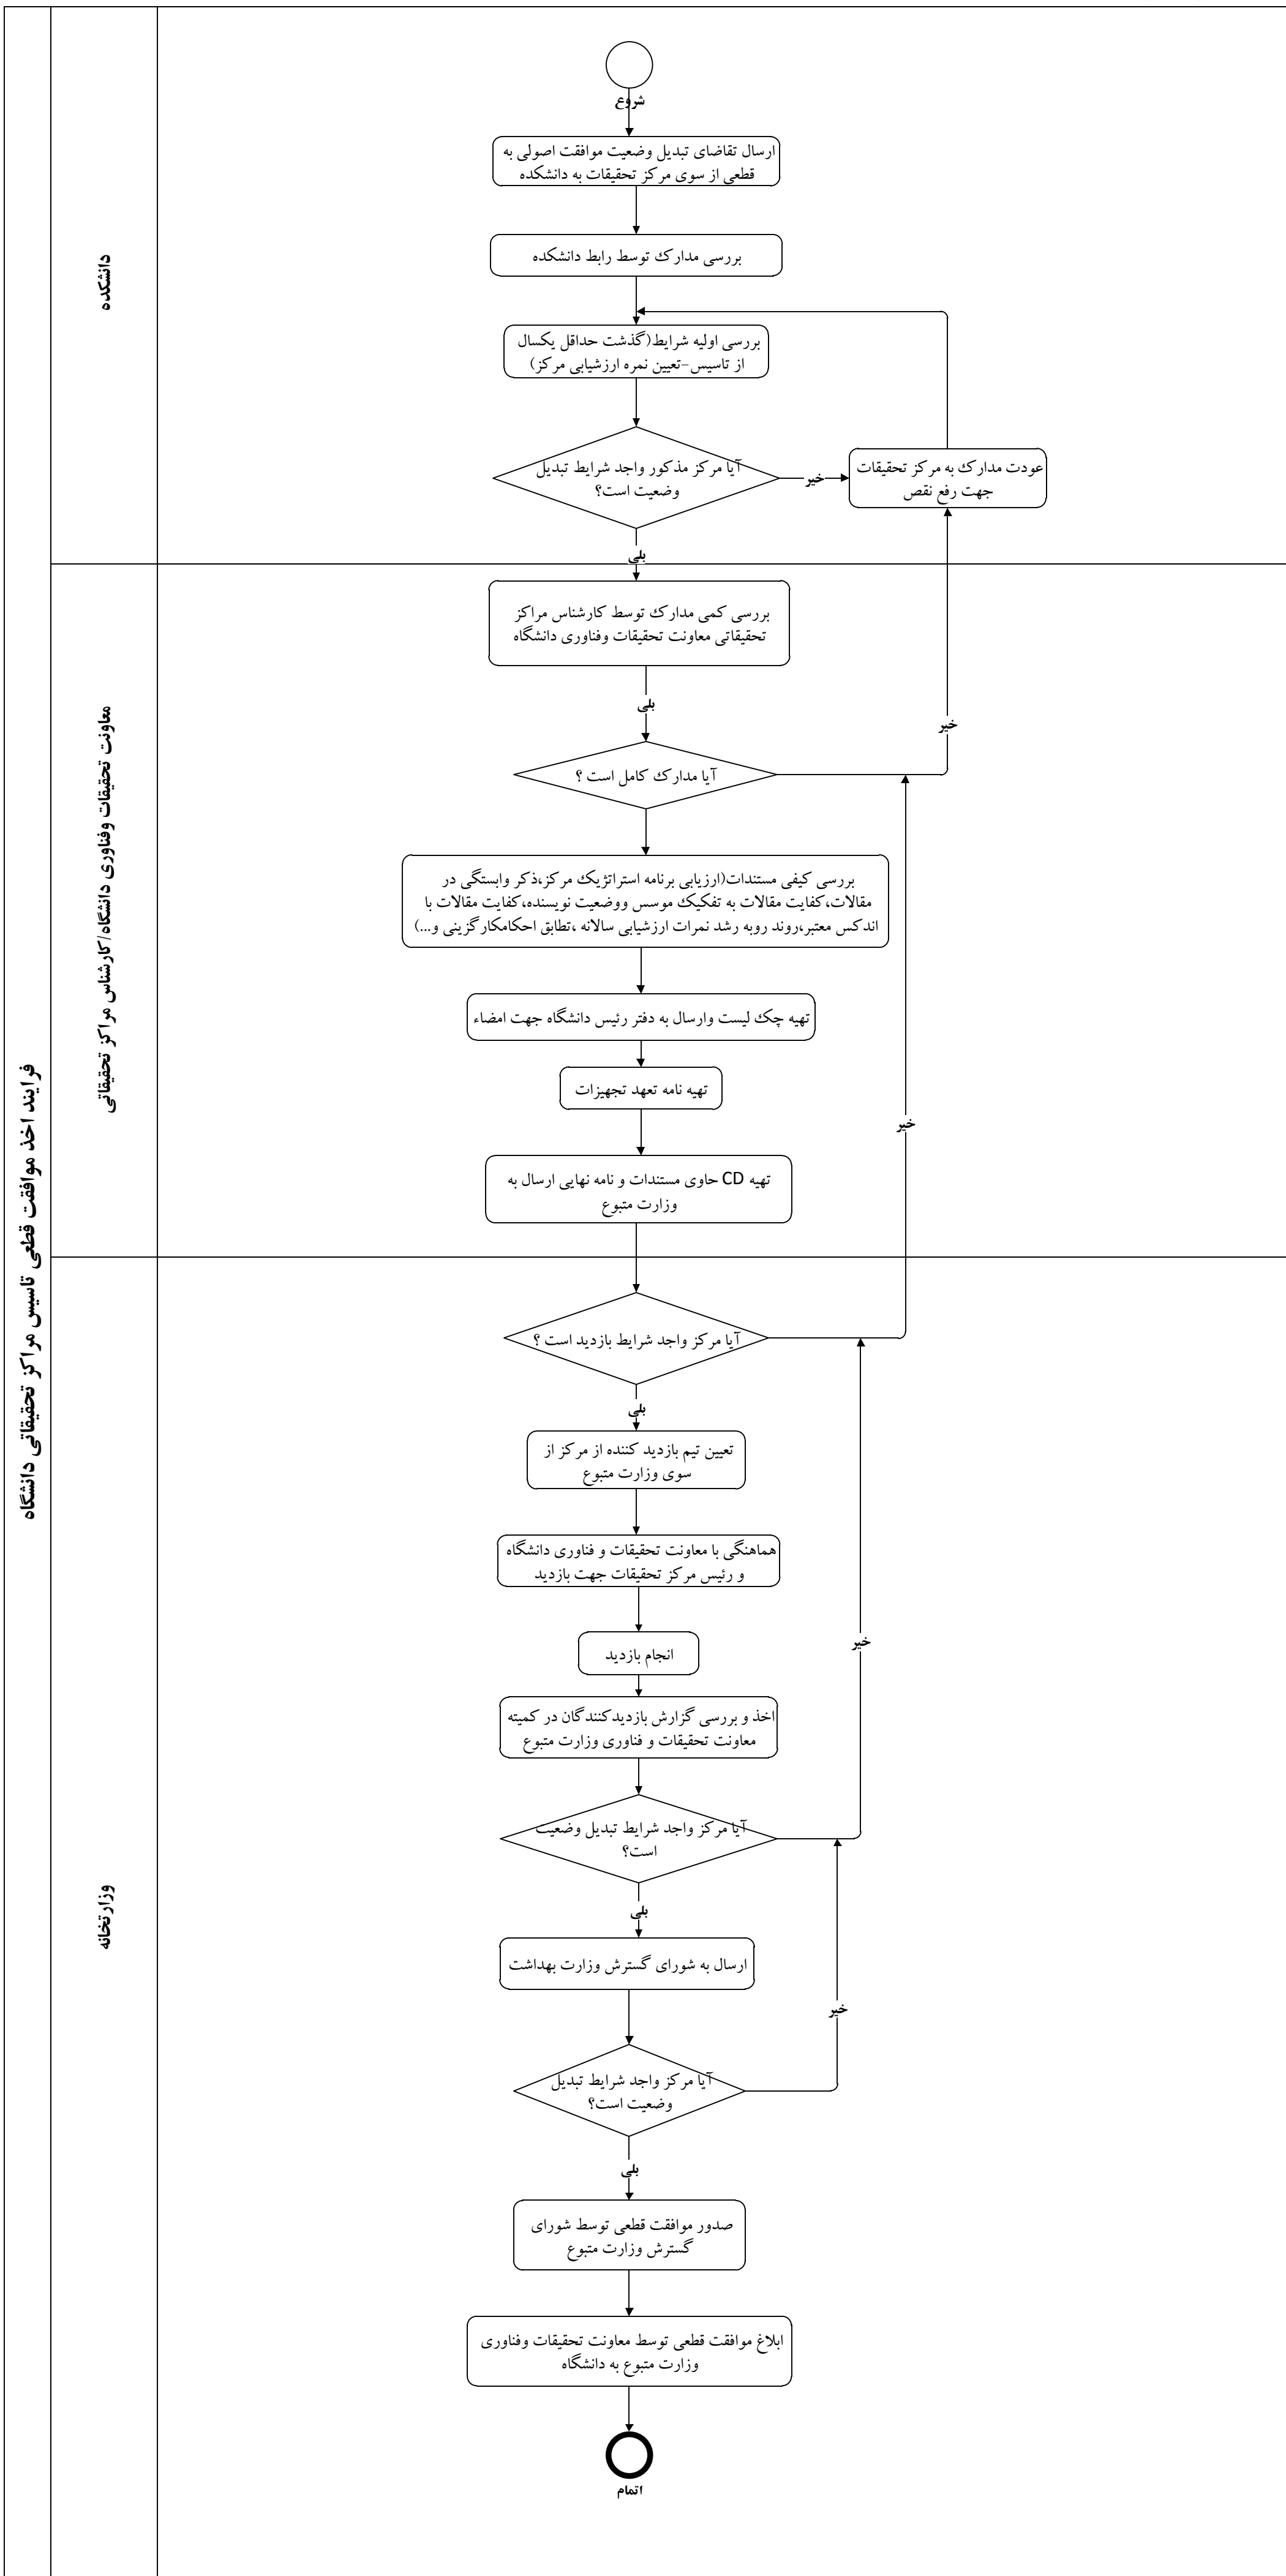 فرایند اخذ موافقت قطعی تاسیس مراکز تحقیقاتی دانشگاه
دانشکده
شروع
ارسال تقاضای تبدیل وضعیت موافقت اصولی به
قطعی از سوی مرکز تحقیقات به دانشکده
بررسی مدارک توسط رابط دانشکده
بررسی اولیه شرایط(گذشت حداقل یکسال
از تاسیس-تعیین نمره ارزشیابی مرکز)
آیا مرکز مذکور واجد شرایط تبدیل
وضعیت است؟
خیر
عودت مدارک به مرکز تحقیقات
جهت رفع نقص
بلی
معاونت تحقیقات وفناوری دانشگاه/کارشناس مراکز تحقیقاتی
بررسی کمی مدارک توسط کارشناس مراکز
تحقیقاتی معاونت تحقیقات وفناوری دانشگاه
بلی
خیر
آیا مدارک کامل است ؟
بررسی کیفی مستندات(ارزیابی برنامه استراتژیک مرکز،ذکر وابستگی در
مقالات،کفایت مقالات به تفکیک موسس ووضعیت نویسنده،کفایت مقالات با
اندکس معتبر،روند روبه رشد نمرات ارزشیابی سالانه ،تطابق احکامکارگزینی و...)
تهیه چک لیست وارسال به دفتر رئیس دانشگاه جهت امضاء
تهیه نامه تعهد تجهیزات
خیر
تهیه CD حاوی مستندات و نامه نهایی ارسال به
وزارت متبوع
وزارتخانه
آیا مرکز واجد شرایط بازدید است ؟
بلی
تعیین تیم بازدید کننده از مرکز از
سوی وزارت متبوع
هماهنگی با معاونت تحقیقات و فناوری دانشگاه
و رئیس مرکز تحقیقات جهت بازدید
خیر
انجام بازدید
اخذ و بررسی گزارش بازدیدکنندگان در کمیته
معاونت تحقیقات و فناوری وزارت متبوع
آیا مرکز واجد شرایط تبدیل وضعیت
است؟
بلی
ارسال به شورای گسترش وزارت بهداشت
خیر
آیا مرکز واجد شرایط تبدیل
وضعیت است؟
بلی
صدور موافقت قطعی توسط شورای
گسترش وزارت متبوع
ابلاغ موافقت قطعی توسط معاونت تحقیقات وفناوری
وزارت متبوع به دانشگاه
اتمام